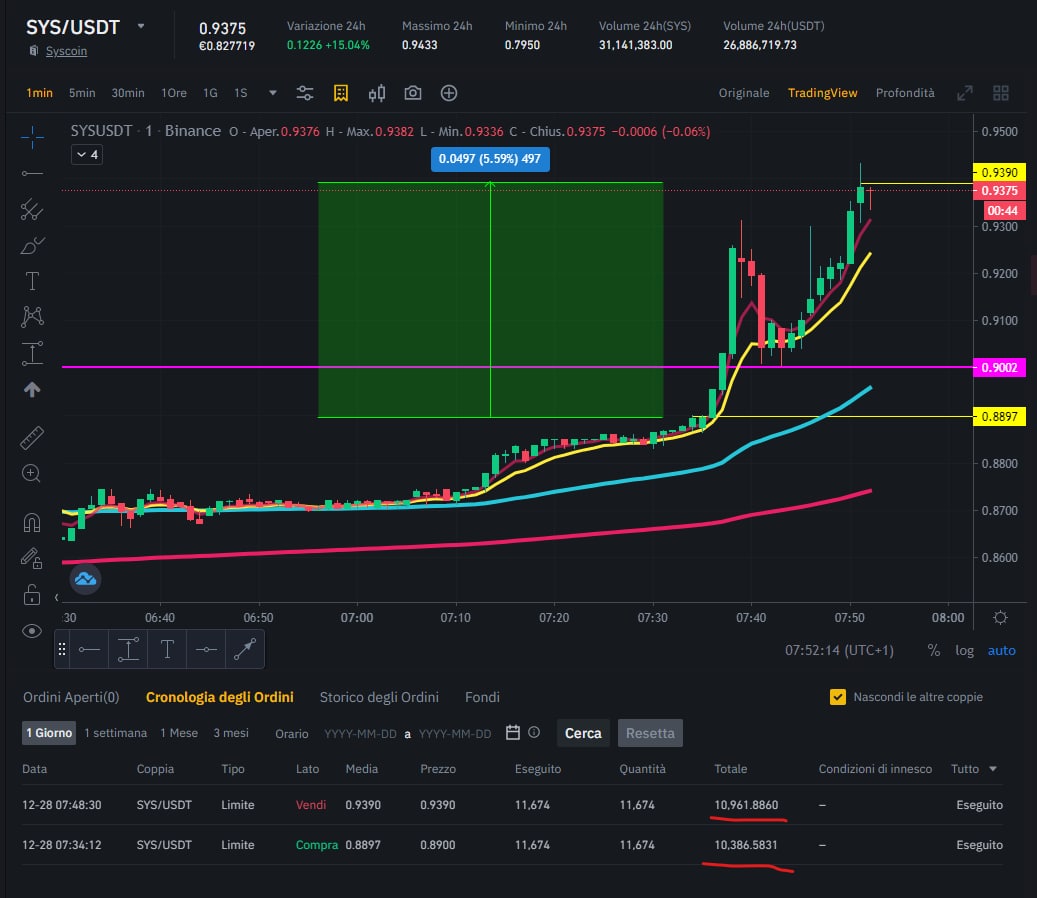 SYS/USDT
Syscoin
0.9375
€0.827719
Variazione 24h
0.1226 +15.04%
Massimo 24h
0.9433
Minimo 24h
0.7950
Volume 24h(SYS)
31,141,383.00
Volume 24h(USDT)
26,886,719.73
1min 5min 30min 1Ore 1G 1S
Originale TradingView Profondità
SYSUSDT · 1 · Binance O - Aper.0.9376 H - Max.0.9382 L - Min.0.9336 C - Chius.0.9375 −0.0006 (−0.06%)
4
0.0497 (5.59%) 497
0.9500
0.9390
0.9375
00:44
0.9300
0.9200
0.9100
0.9002
0.8897
0.8800
0.8700
0.8600
:30 06:40 06:50 07:00 07:10 07:20 07:30 07:40 07:50 08:00
T
07:52:14 (UTC+1) % log auto
Ordini Aperti(0) Cronologia degli Ordini Storico degli Ordini Fondi Nascondi le altre coppie
1 Giorno 1 settimana 1 Mese 3 mesi Orario YYYY-MM-DD a YYYY-MM-DD Cerca Resetta
Data Coppia Tipo Lato Media Prezzo Eseguito Quantità Totale Condizioni di innesco Tutto
12-28 07:48:30 SYS/USDT Limite Vendi 0.9390 0.9390 11,674 11,674 10,961.8860 – Eseguito
12-28 07:34:12 SYS/USDT Limite Compra 0.8897 0.8900 11,674 11,674 10,386.5831 – Eseguito